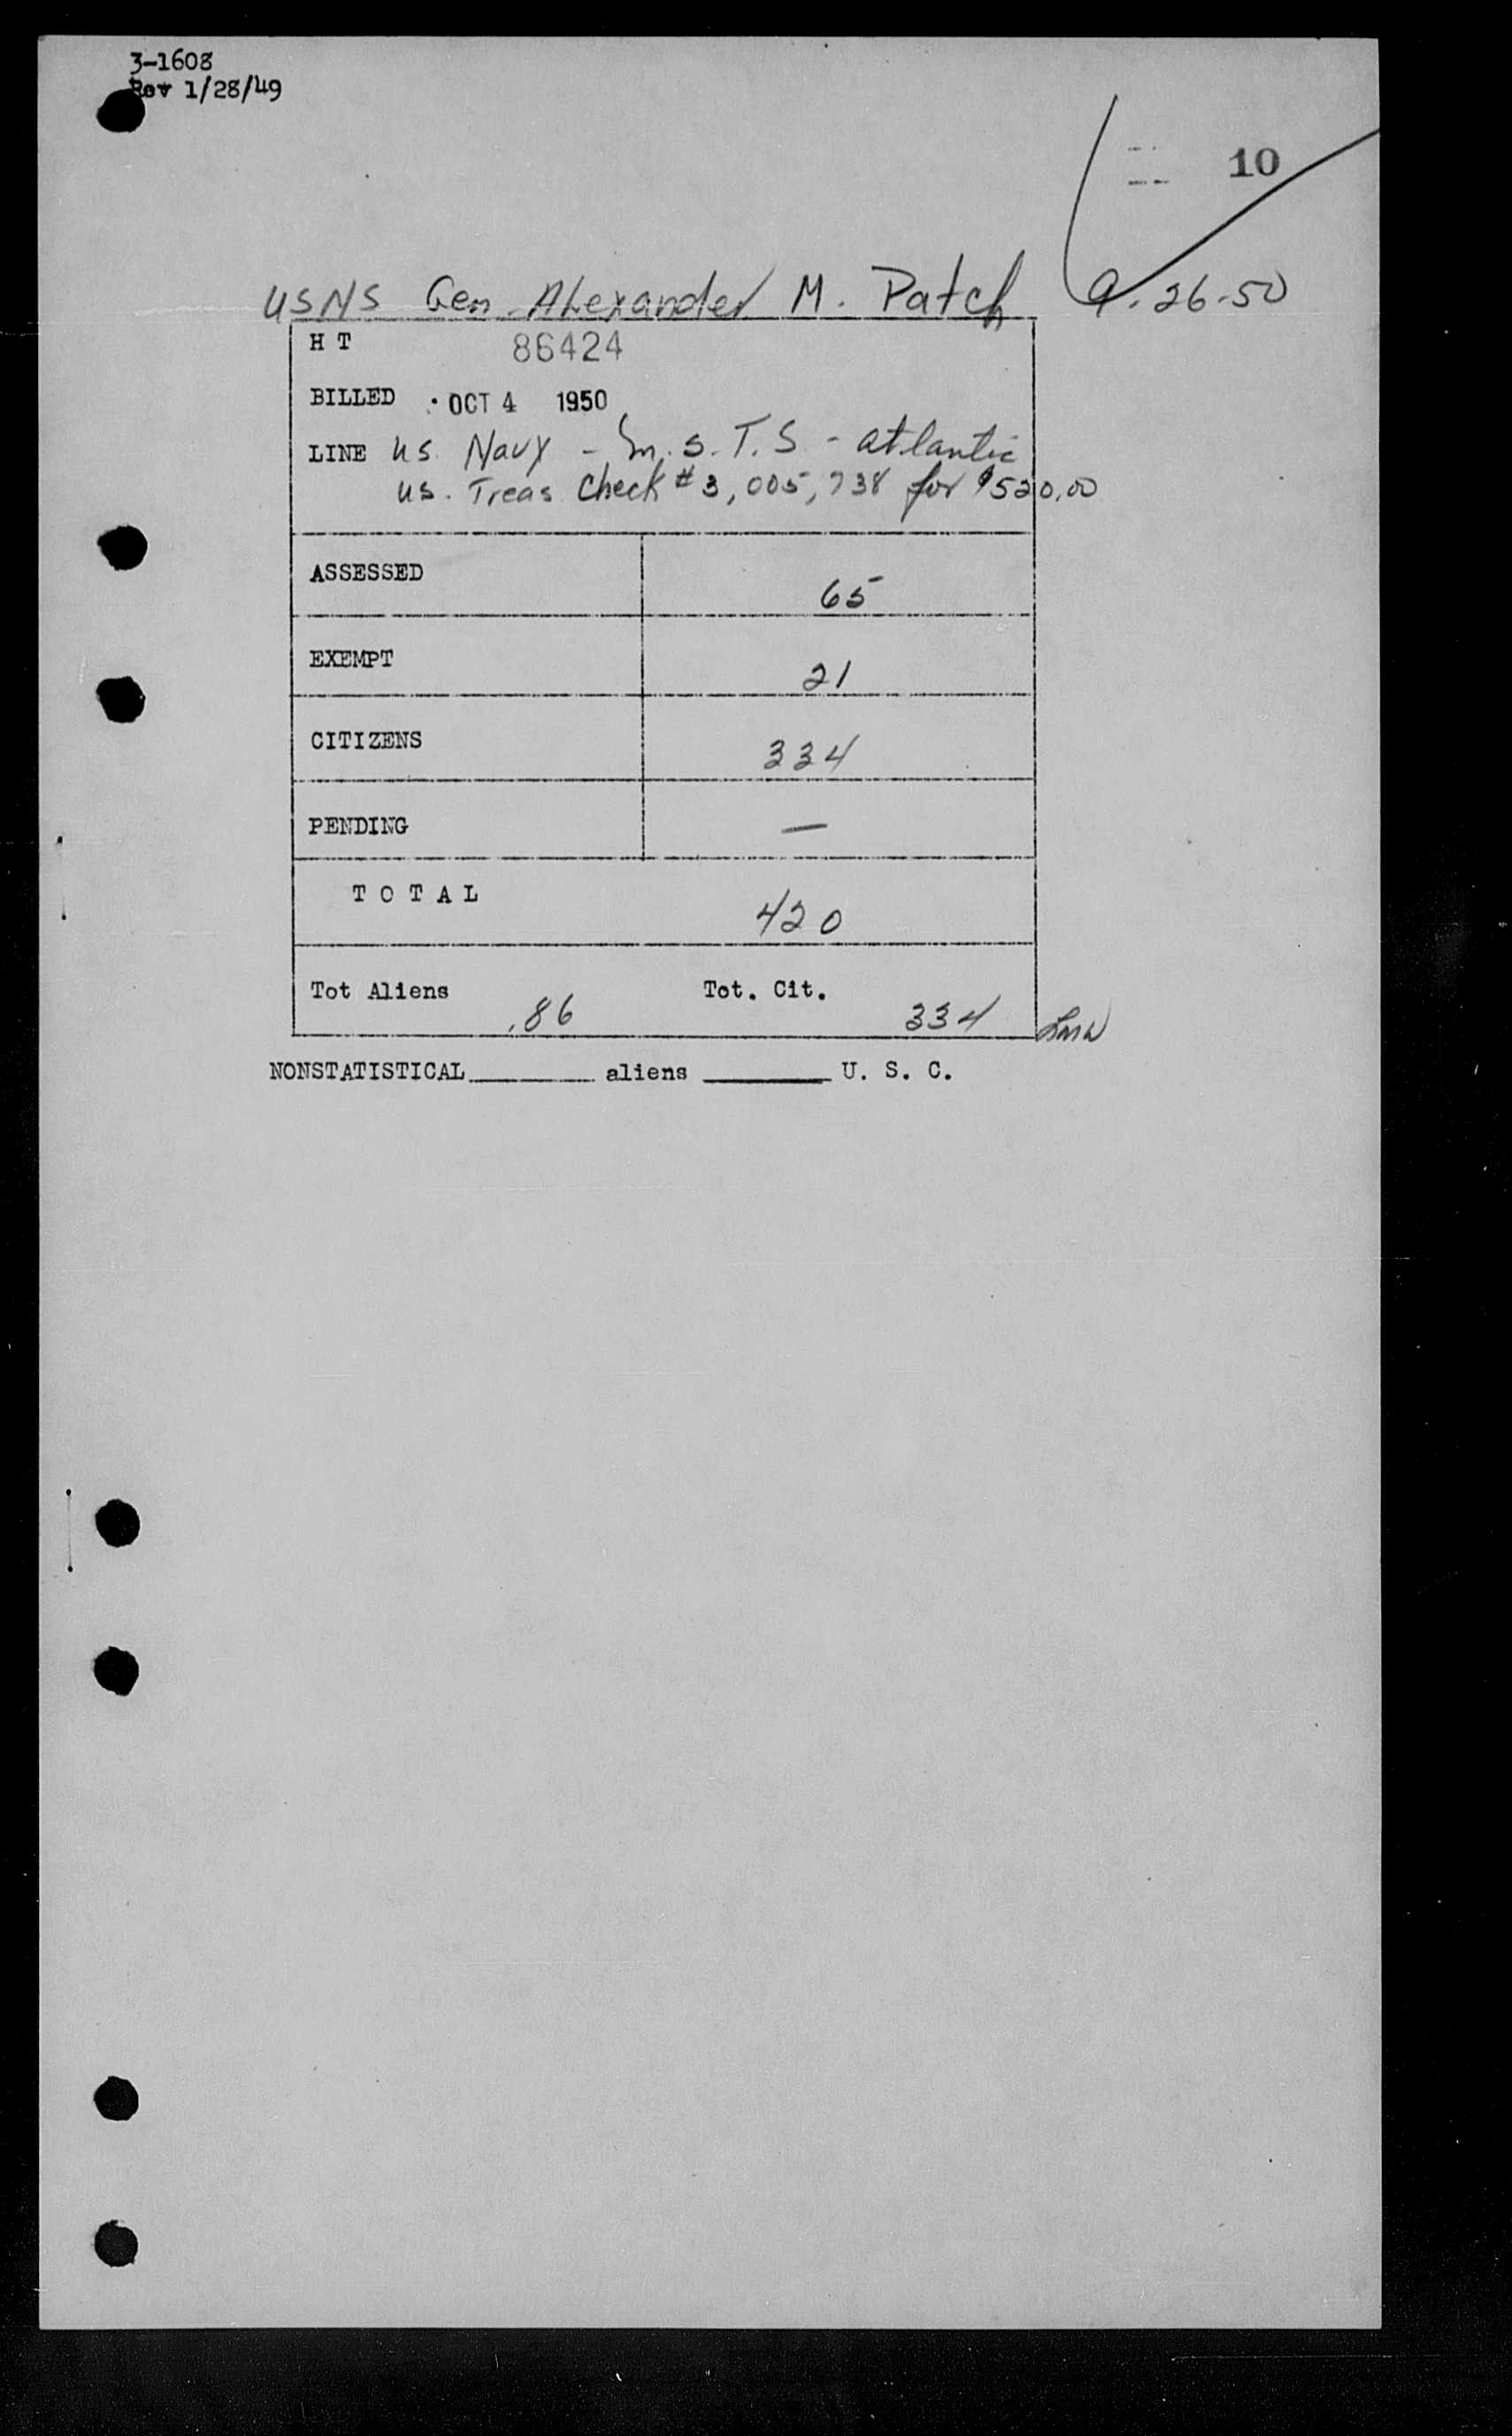 3-1608
Rev 1/28/49
10
USNS Gen. Alexander M. Patch 9-26-50
H T 86424
BILLED OCT 4 1950
LINE U.S. Navy - M.S.T.S. - Atlantic
U.S. Treas. Check # 3,005,738 for $520.00
ASSESSED 65
EXEMPT 21
CITIZENS 334
PENDING —
T O T A L 420
Tot Aliens 86 Tot. Cit. 334
NONSTATISTICAL________ aliens ________ U. S. C.